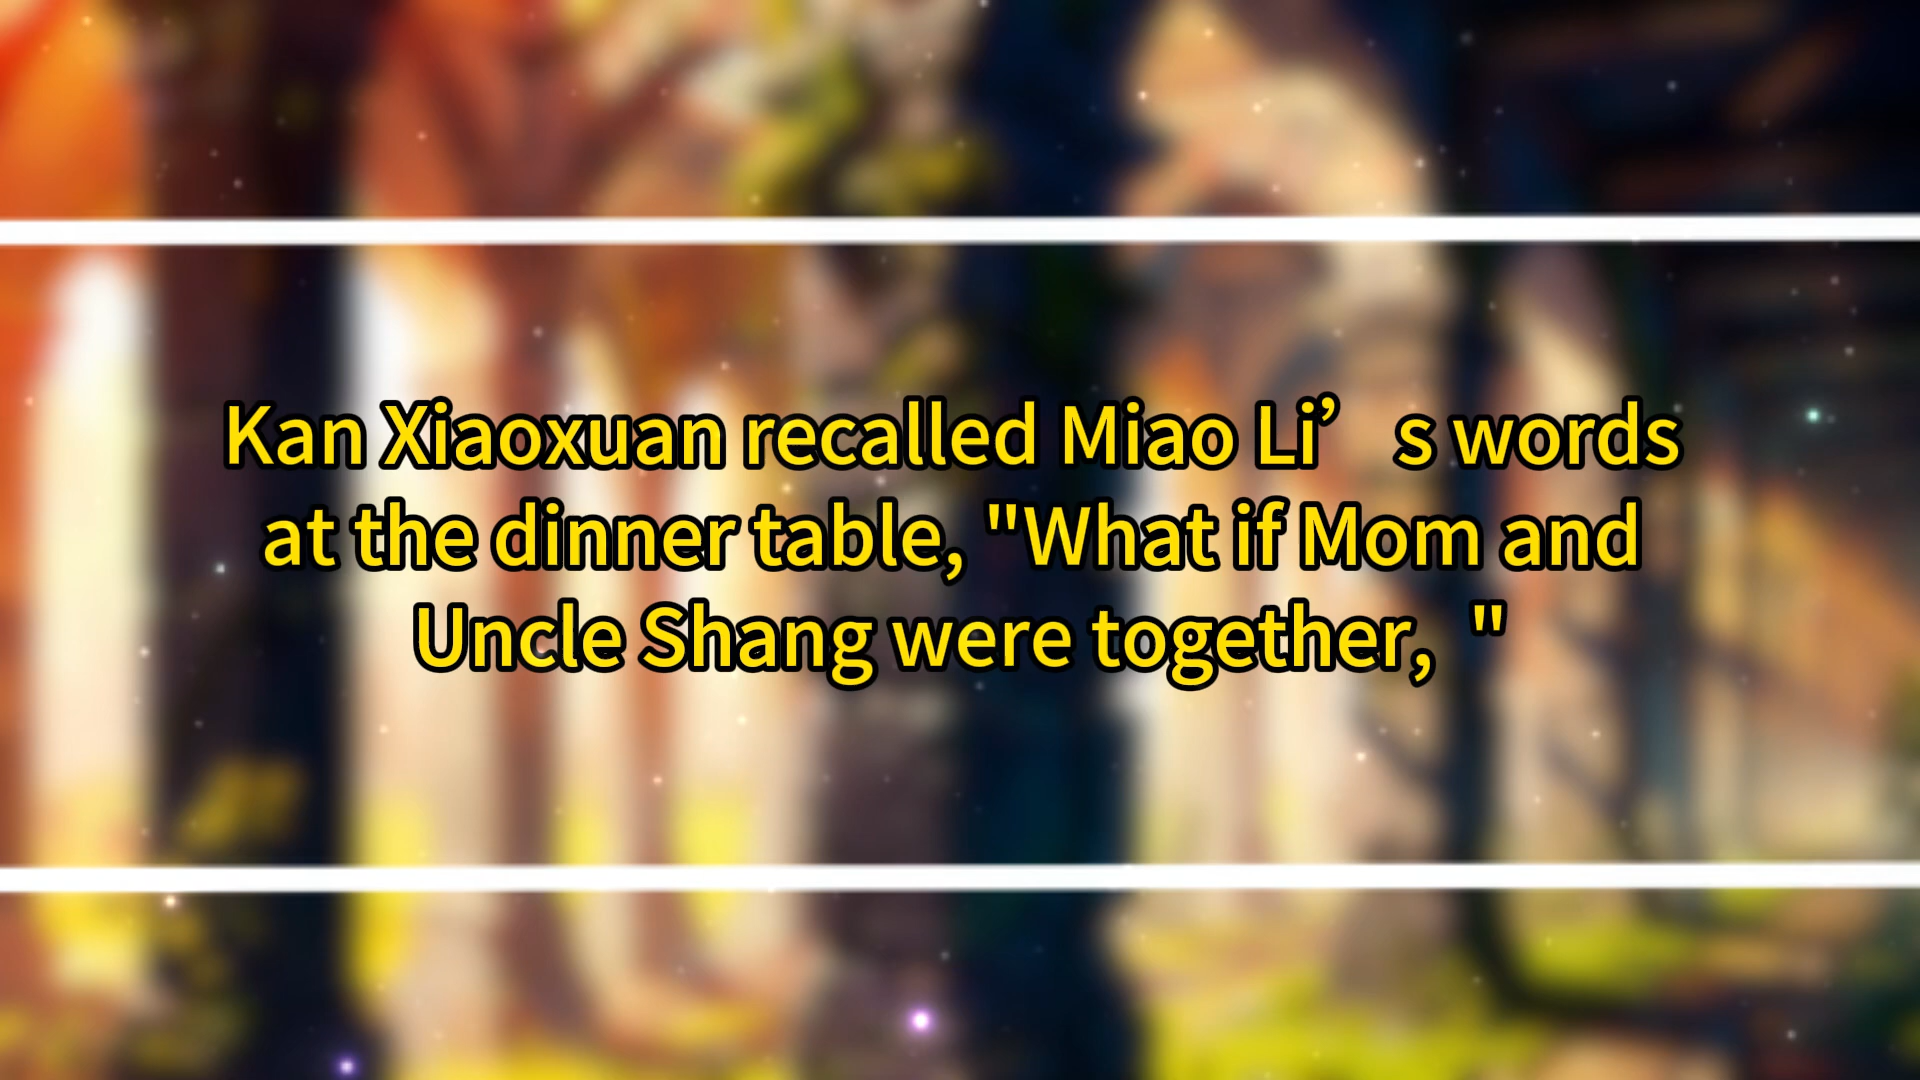 Kan Xiaoxuan recalled Miao Li’ s words
at the dinner table, "What if Mom and
Uncle Shang were together, "